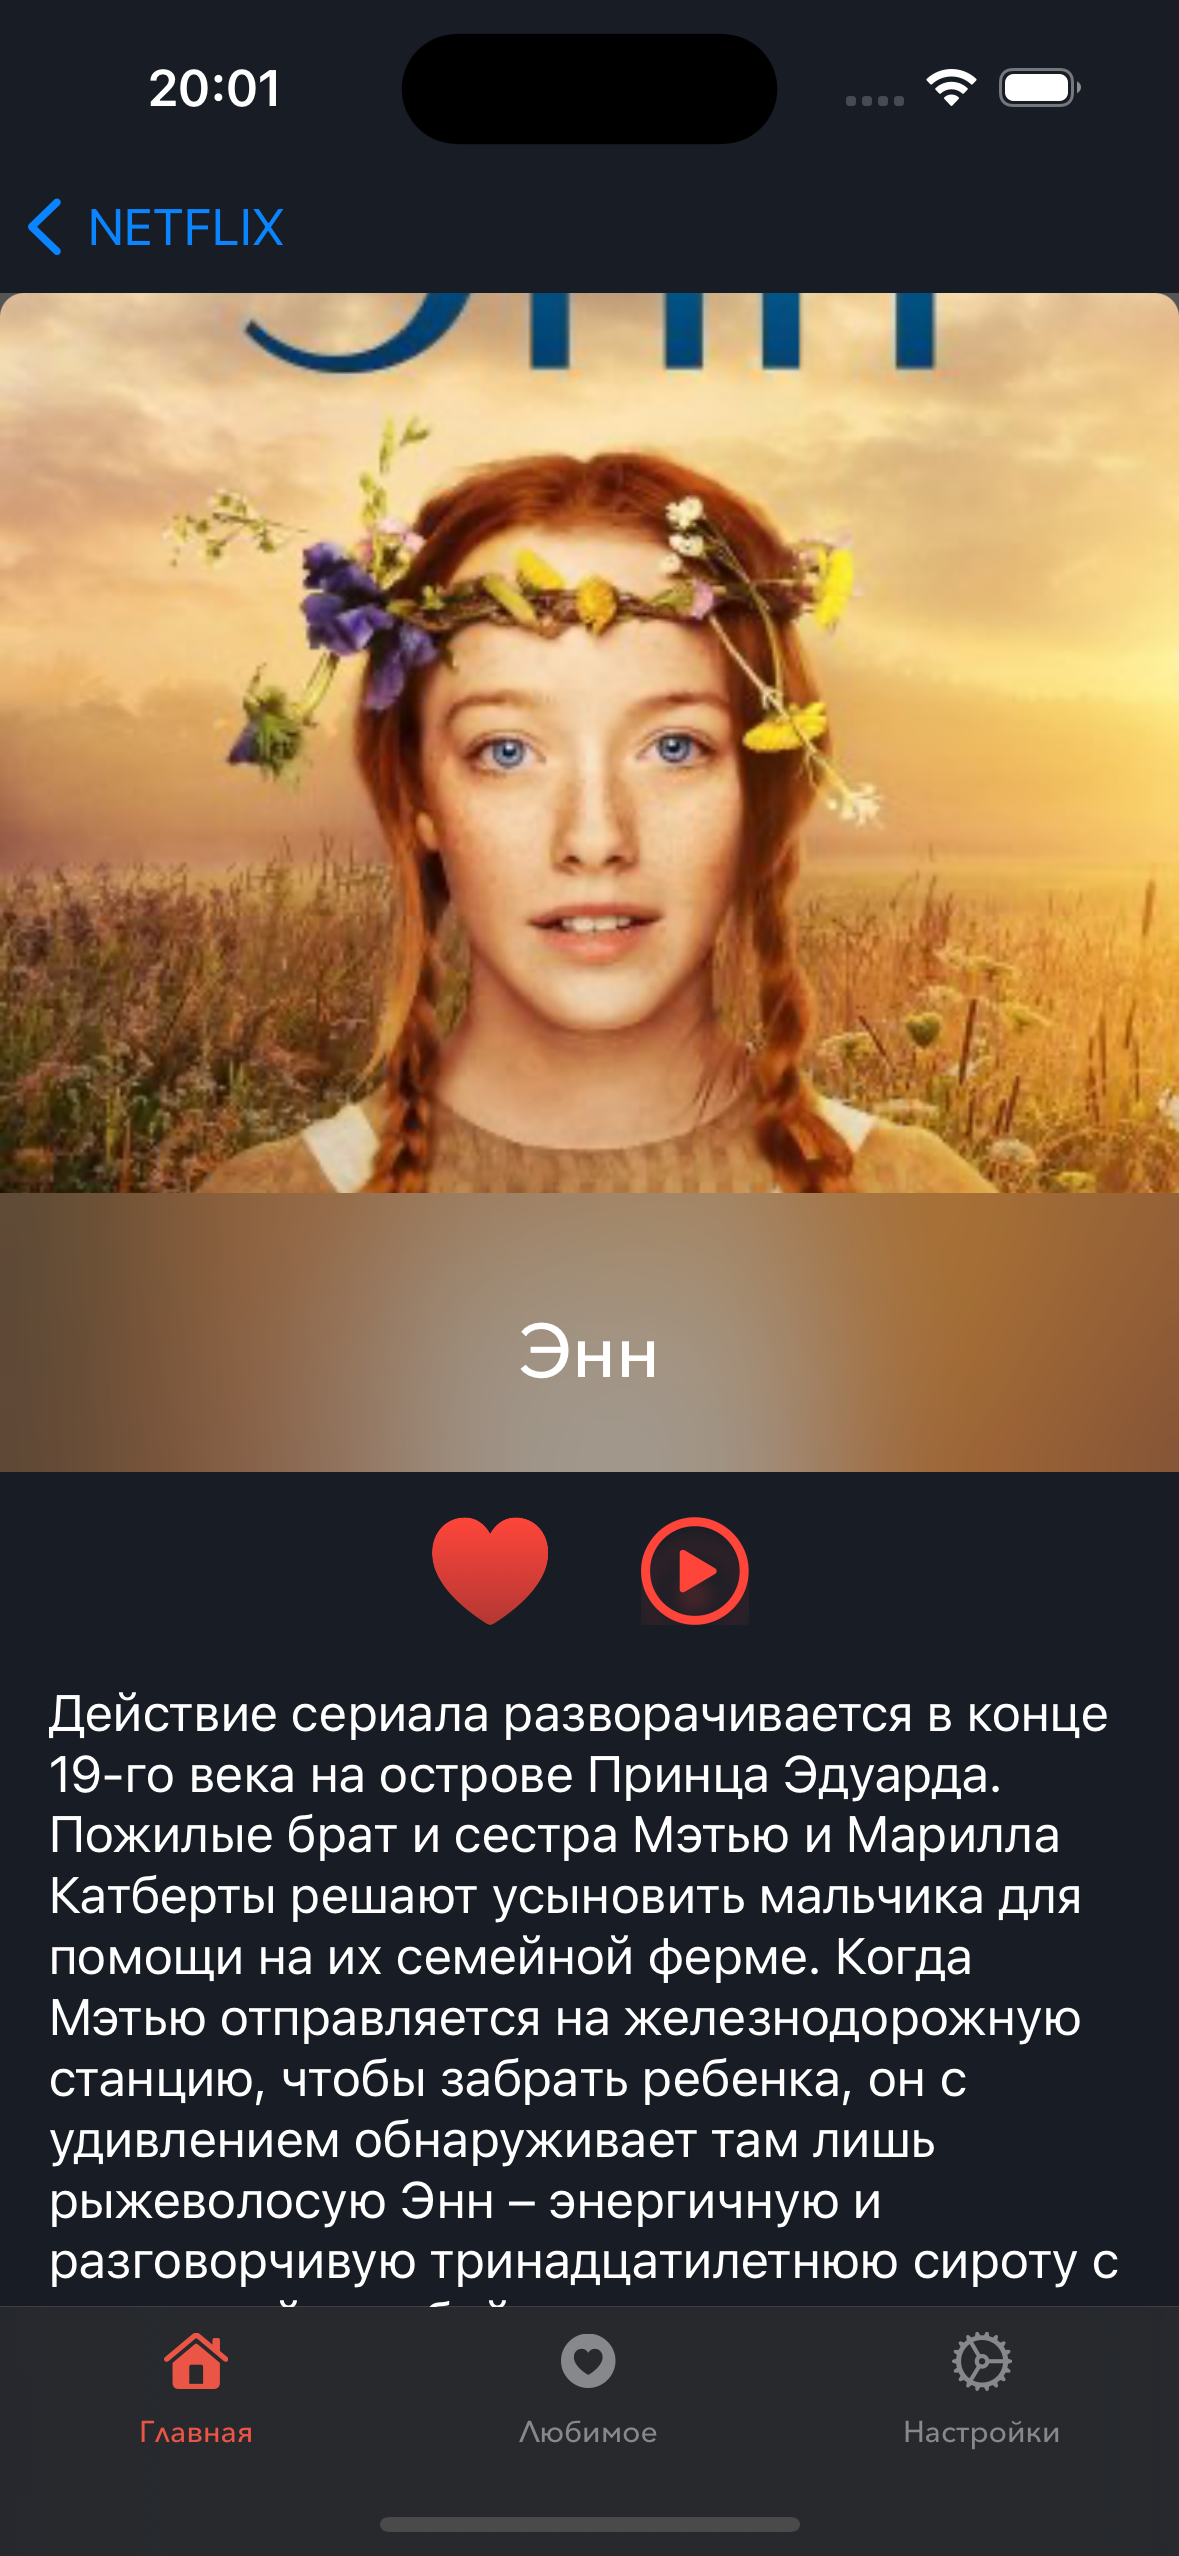 20:01
NETFLIX
Энн
Энн
Действие сериала разворачивается в конце
19-го века на острове Принца Эдуарда.
Пожилые брат и сестра Мэтью и Марилла
Катберты решают усыновить мальчика для
помощи на их семейной ферме. Когда
Мэтью отправляется на железнодорожную
станцию, чтобы забрать ребенка, он с
удивлением обнаруживает там лишь
рыжеволосую Энн – энергичную и
разговорчивую тринадцатилетнюю сироту с
Главная
Любимое
Настройки